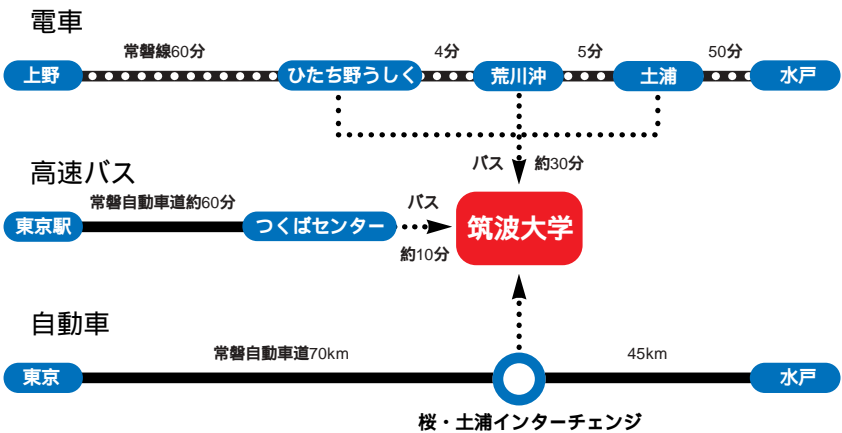 電車
常磐線60分
4分
5分
50分
上野
ひたち野うしく
荒川沖
土浦
水戸
バス
約30分
高速バス
常磐自動車道約60分
バス
東京駅
つくばセンター
筑波大学
約10分
自動車
常磐自動車道70km
45km
東京
水戸
桜・土浦インターチェンジ